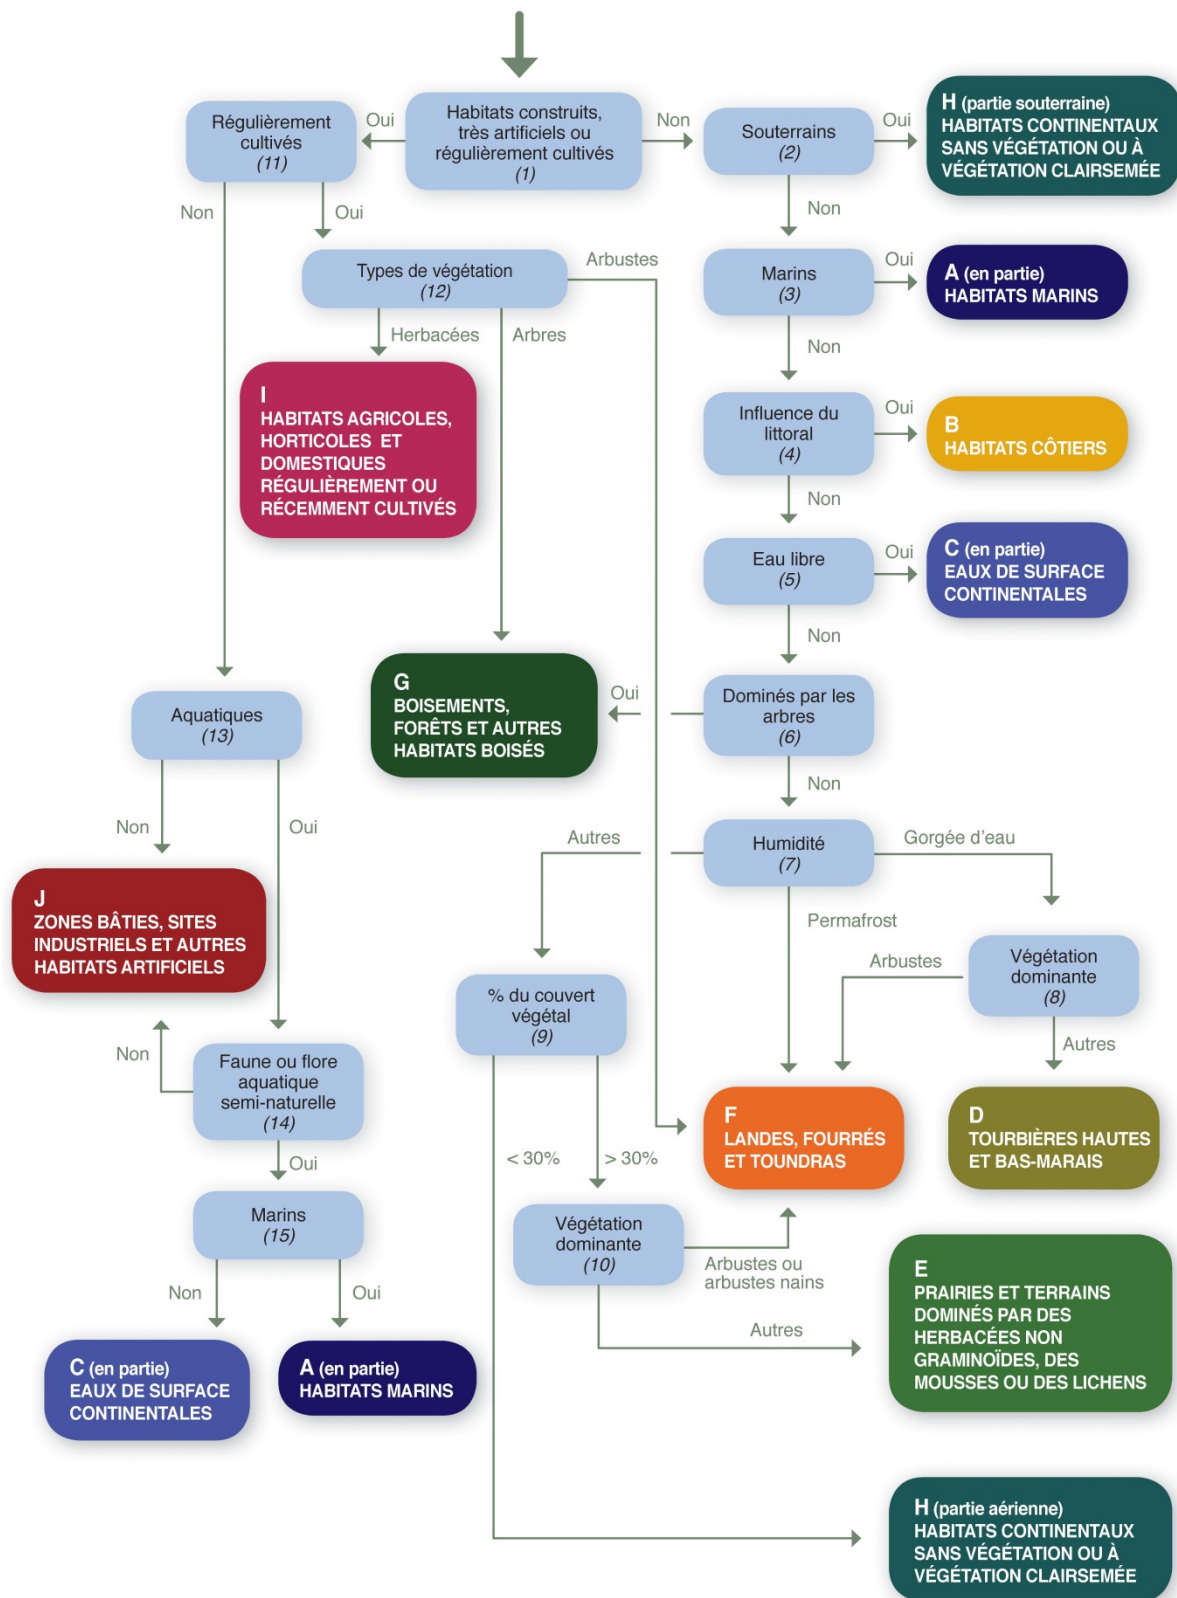 Habitats construits,
très artificiels ou
régulièrement cultivés
(1)
Oui
Non
Régulièrement
cultivés
(11)
Souterrains
(2)
Oui
H (partie souterraine)
HABITATS CONTINENTAUX
SANS VÉGÉTATION OU À
VÉGÉTATION CLAIRSEMÉE
Non
Oui
Non
Types de végétation
(12)
Arbustes
Herbacées
Arbres
Marins
(3)
Oui
A (en partie)
HABITATS MARINS
Non
I
HABITATS AGRICOLES,
HORTICOLES ET
DOMESTIQUES
RÉGULIÈREMENT OU
RÉCEMMENT CULTIVÉS
Influence du
littoral
(4)
Oui
B
HABITATS CÔTIERS
Non
Eau libre
(5)
Oui
C (en partie)
EAUX DE SURFACE
CONTINENTALES
Non
G
BOISEMENTS,
FORÊTS ET AUTRES
HABITATS BOISÉS
Oui
Dominés par les
arbres
(6)
Non
Aquatiques
(13)
Non
Oui
Autres
Humidité
(7)
Gorgée d'eau
Permafrost
J
ZONES BÂTIES, SITES
INDUSTRIELS ET AUTRES
HABITATS ARTIFICIELS
% du couvert
végétal
(9)
Arbustes
Végétation
dominante
(8)
Autres
Non
Faune ou flore
aquatique
semi-naturelle
(14)
Oui
< 30%
> 30%
F
LANDES, FOURRÉS
ET TOUNDRAS
D
TOURBIÈRES HAUTES
ET BAS-MARAIS
Marins
(15)
Non
Oui
Végétation
dominante
(10)
Arbustes ou
arbustes nains
Autres
E
PRAIRIES ET TERRAINS
DOMINÉS PAR DES
HERBACÉES NON
GRAMINOÏDES, DES
MOUSSES OU DES LICHENS
C (en partie)
EAUX DE SURFACE
CONTINENTALES
A (en partie)
HABITATS MARINS
H (partie aérienne)
HABITATS CONTINENTAUX
SANS VÉGÉTATION OU À
VÉGÉTATION CLAIRSEMÉE